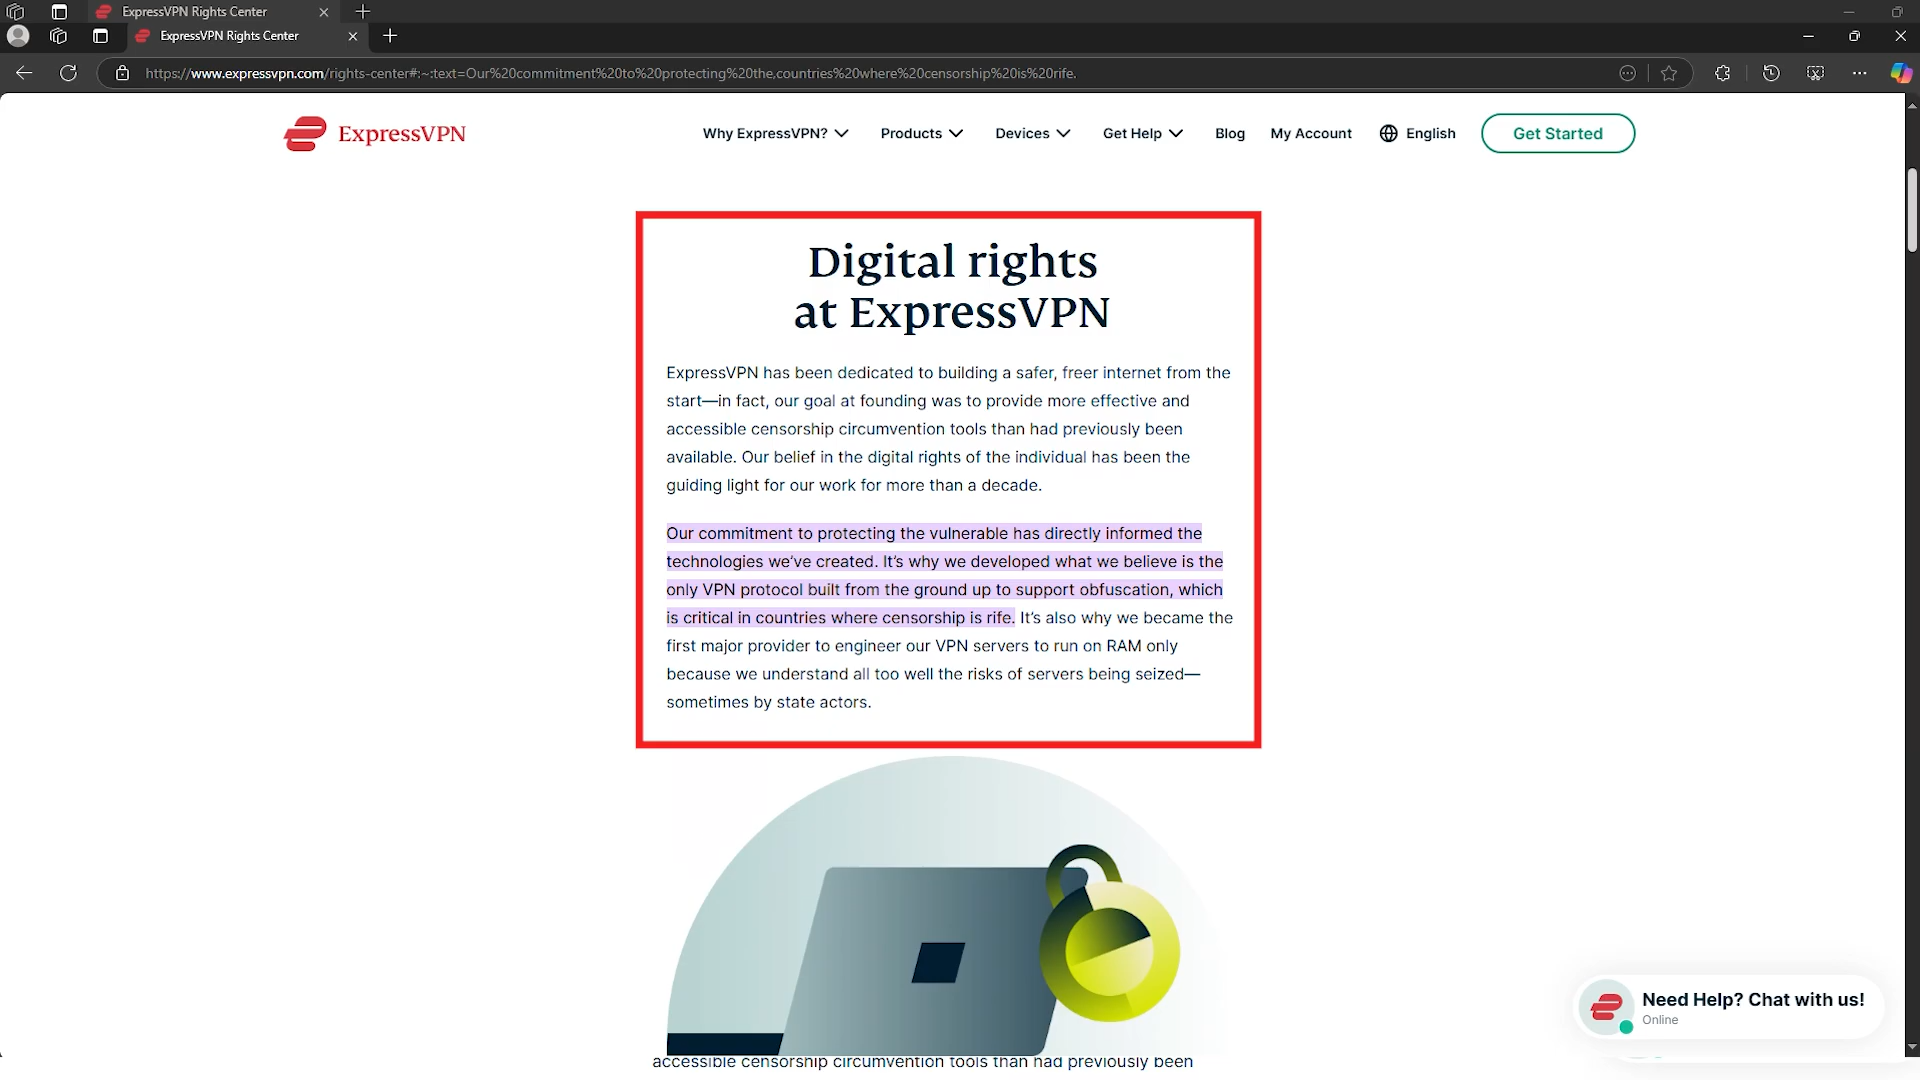 ExpressVPN Rights Center
ExpressVPN Rights Center
https://www.expressvpn.com/rights-center#:~:text=Our%20commitment%20to%20protecting%20the,countries%20where%20censorship%20is%20rife.
ExpressVPN
Why ExpressVPN?
Products
Devices
Get Help
Blog
My Account
English
Get Started
Digital rights
at ExpressVPN
ExpressVPN has been dedicated to building a safer, freer internet from the
start—in fact, our goal at founding was to provide more effective and
accessible censorship circumvention tools than had previously been
available. Our belief in the digital rights of the individual has been the
guiding light for our work for more than a decade.
Our commitment to protecting the vulnerable has directly informed the
technologies we’ve created. It’s why we developed what we believe is the
only VPN protocol built from the ground up to support obfuscation, which
is critical in countries where censorship is rife. It’s also why we became the
first major provider to engineer our VPN servers to run on RAM only
because we understand all too well the risks of servers being seized—
sometimes by state actors.
Need Help? Chat with us!
Online
accessible censorship circumvention tools than had previously been